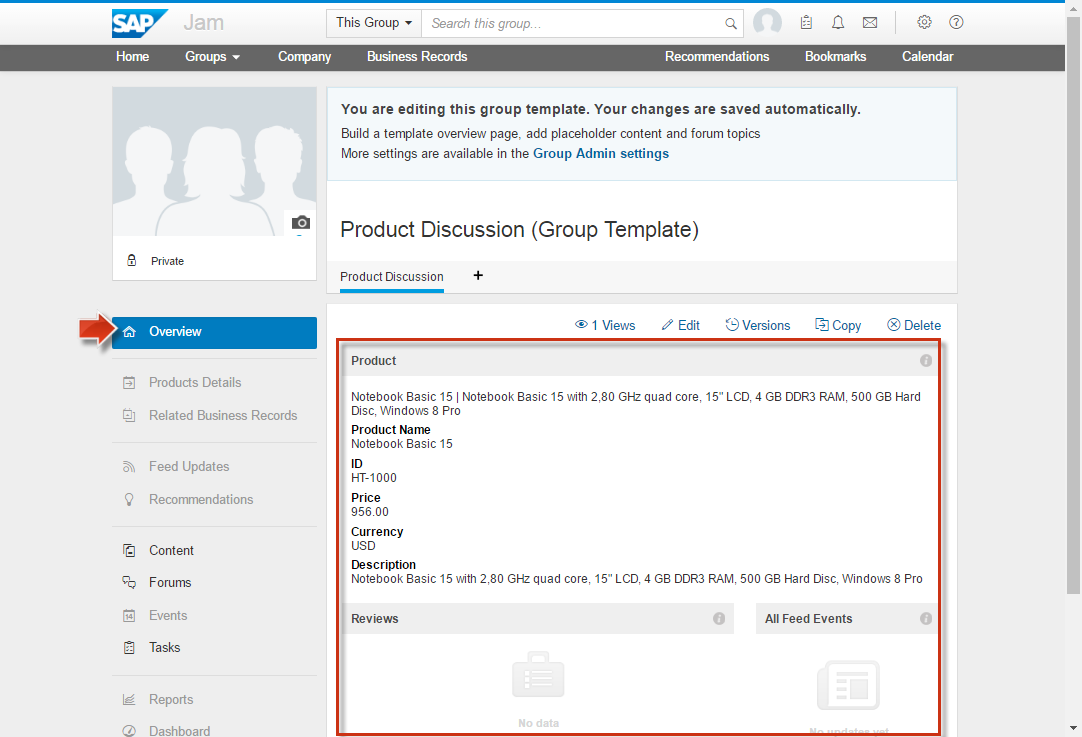 SAP Jam
This Group
Search this group...
Home Groups Company Business Records Recommendations Bookmarks Calendar
You are editing this group template. Your changes are saved automatically.
Build a template overview page, add placeholder content and forum topics
More settings are available in the Group Admin settings
Private
Product Discussion (Group Template)
Product Discussion +
Overview
Products Details
Related Business Records
Feed Updates
Recommendations
Content
Forums
14 Events
Tasks
Reports
Dashboard
1 Views Edit Versions Copy Delete
Product
Notebook Basic 15 | Notebook Basic 15 with 2,80 GHz quad core, 15" LCD, 4 GB DDR3 RAM, 500 GB Hard
Disc, Windows 8 Pro
Product Name
Notebook Basic 15
ID
HT-1000
Price
956.00
Currency
USD
Description
Notebook Basic 15 with 2,80 GHz quad core, 15" LCD, 4 GB DDR3 RAM, 500 GB Hard Disc, Windows 8 Pro
Reviews
No data
All Feed Events
No updates yet